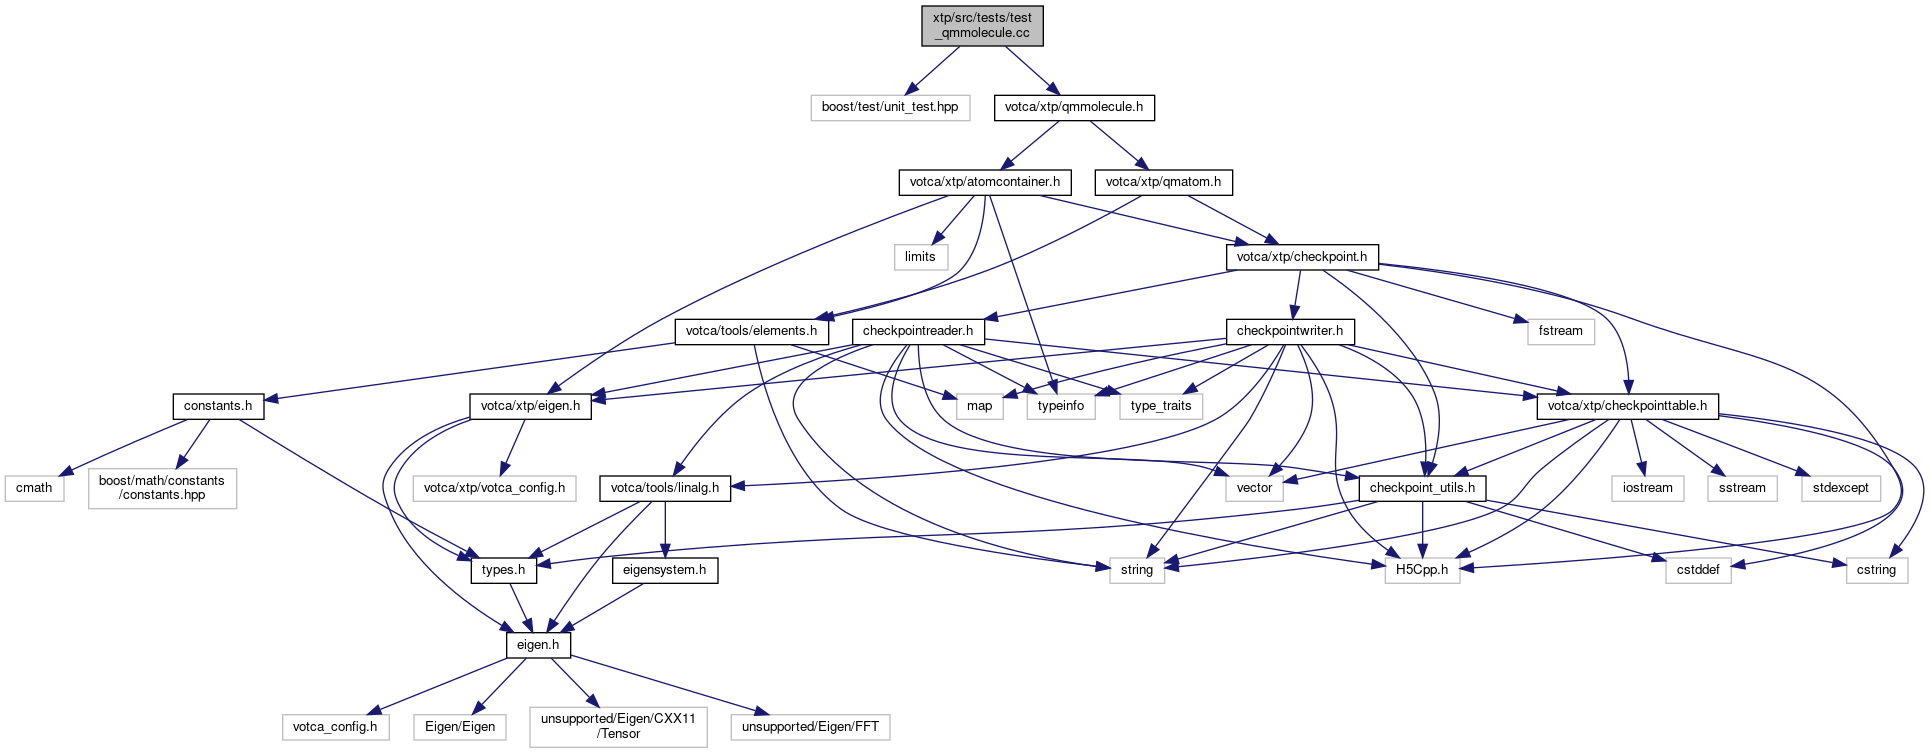 xtp/src/tests/test
_qmmolecule.cc
boost/test/unit_test.hpp
votca/xtp/qmmolecule.h
votca/xtp/atomcontainer.h
votca/xtp/qmatom.h
limits
votca/xtp/checkpoint.h
votca/tools/elements.h
checkpointreader.h
checkpointwriter.h
fstream
constants.h
votca/xtp/eigen.h
map
typeinfo
type_traits
votca/xtp/checkpointtable.h
cmath
boost/math/constants
/constants.hpp
votca/xtp/votca_config.h
votca/tools/linalg.h
vector
checkpoint_utils.h
iostream
sstream
stdexcept
types.h
eigensystem.h
string
H5Cpp.h
cstddef
cstring
eigen.h
votca_config.h
Eigen/Eigen
unsupported/Eigen/CXX11
/Tensor
unsupported/Eigen/FFT